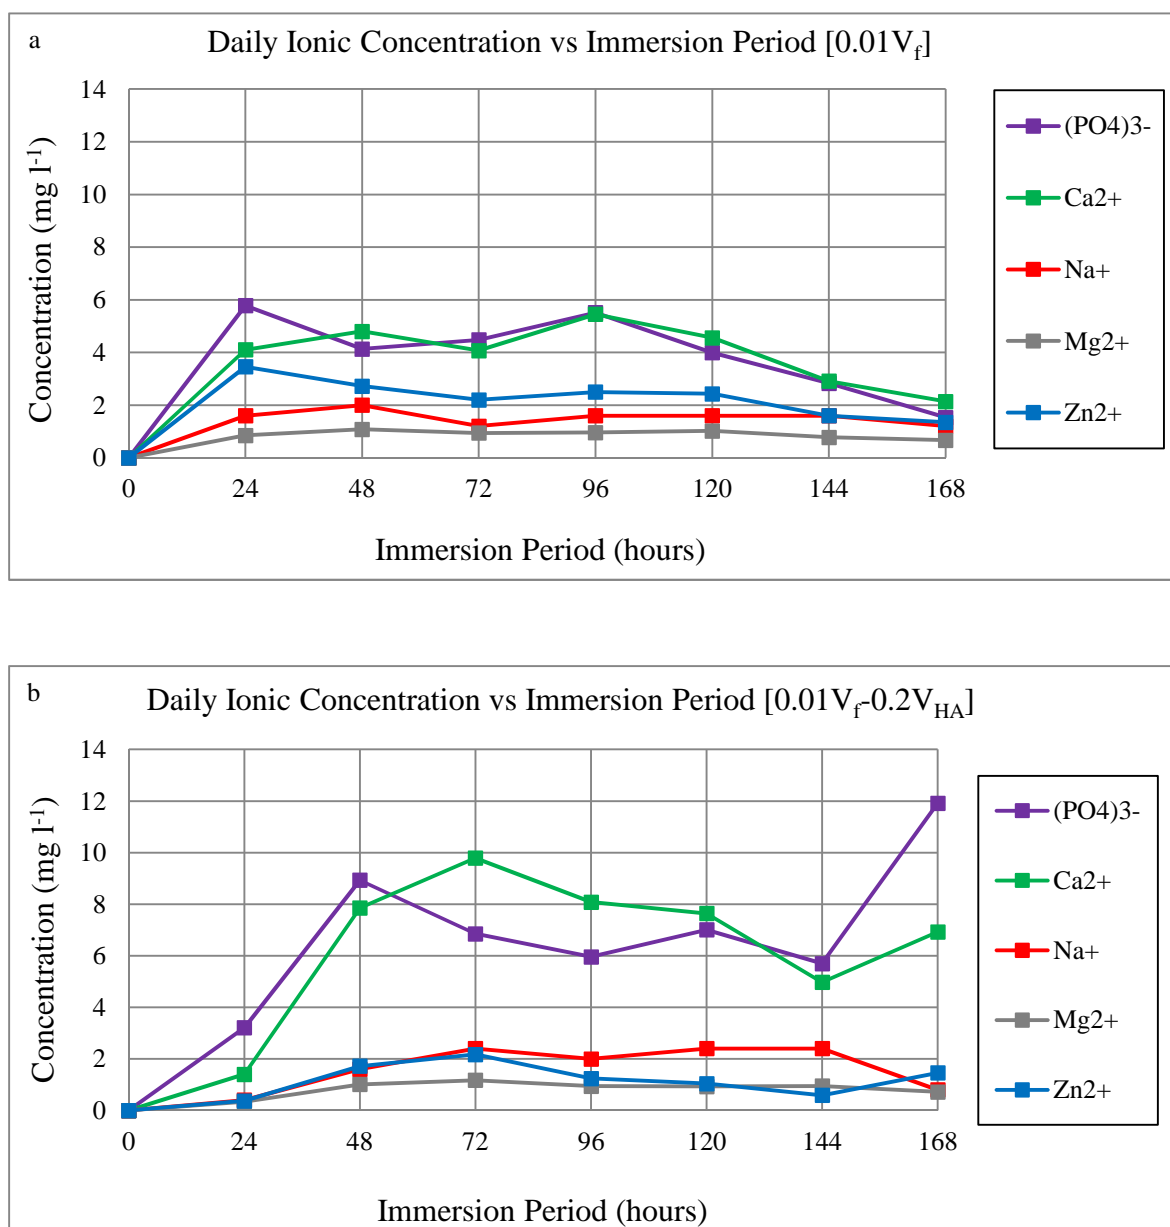 a
Daily Ionic Concentration vs Immersion Period [0.01Vf]
Concentration (mg l-1)
14
12
10
8
6
4
2
0
0 24 48 72 96 120 144 168
Immersion Period (hours)
(PO4)3-
Ca2+
Na+
Mg2+
Zn2+
b
Daily Ionic Concentration vs Immersion Period [0.01Vf-0.2VHA]
Concentration (mg l-1)
14
12
10
8
6
4
2
0
0 24 48 72 96 120 144 168
Immersion Period (hours)
(PO4)3-
Ca2+
Na+
Mg2+
Zn2+